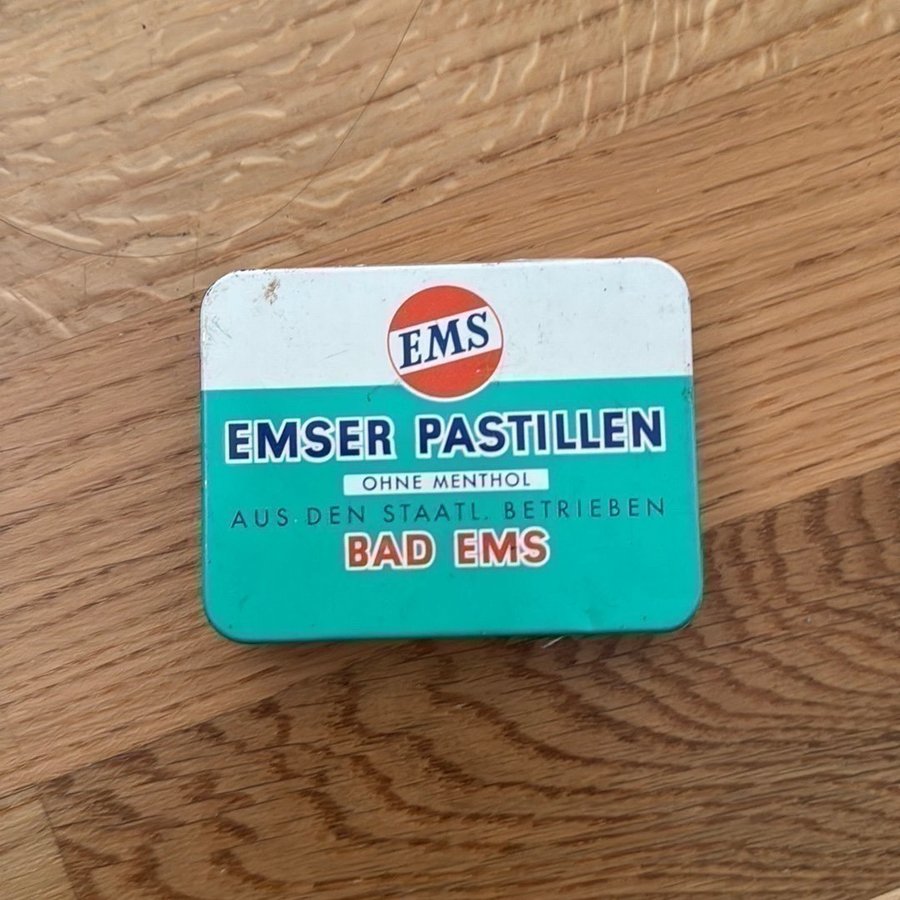 EMS
EMSER PASTILLEN
OHNE MENTHOL
AUS DEN STAATL. BETRIEBEN
BAD EMS